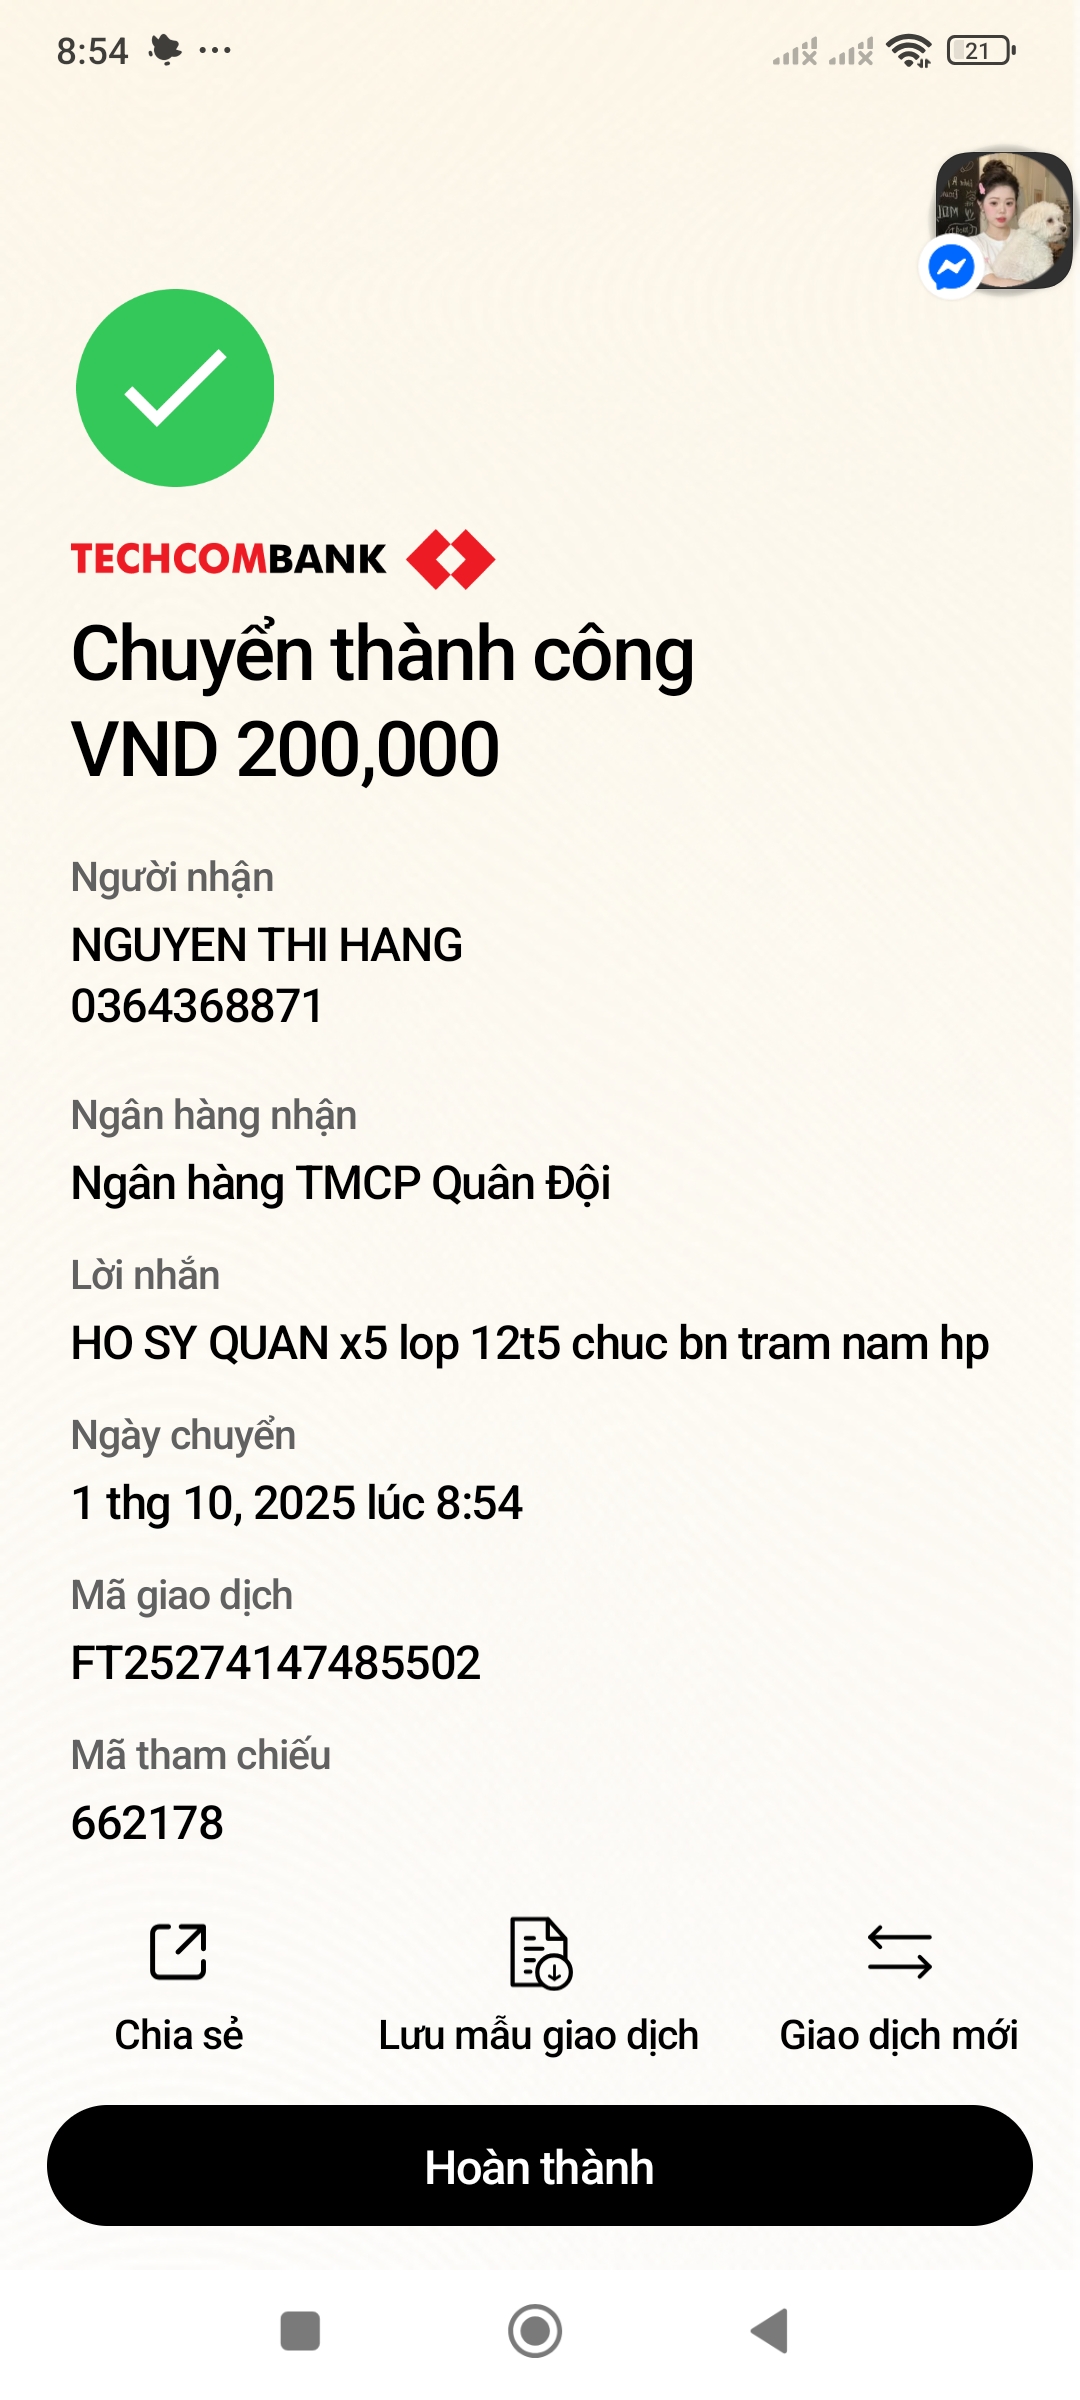 8:54
21
TECHCOMBANK
Chuyển thành công
VND 200,000
Người nhận
NGUYEN THI HANG
0364368871
Ngân hàng nhận
Ngân hàng TMCP Quân Đội
Lời nhắn
HO SY QUAN x5 lop 12t5 chuc bn tram nam hp
Ngày chuyển
1 thg 10, 2025 lúc 8:54
Mã giao dịch
FT25274147485502
Mã tham chiếu
662178
Chia sẻ
Lưu mẫu giao dịch
Giao dịch mới
Hoàn thành